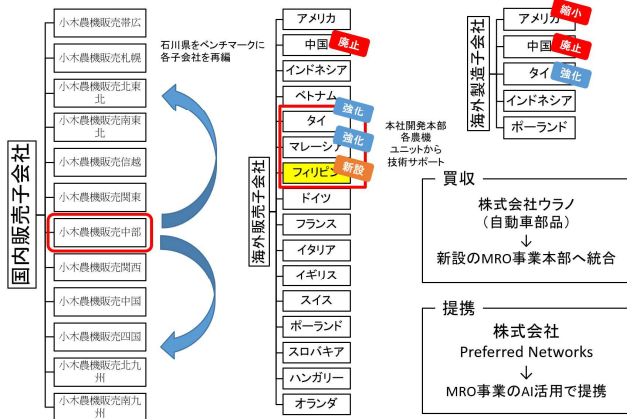 国内販売子会社
小木農機販売帯広
小木農機販売札幌
小木農機販売北東
北
小木農機販売南東
北
小木農機販売信越
小木農機販売関東
小木農機販売中部
小木農機販売関西
小木農機販売中国
小木農機販売四国
小木農機販売北九
州
小木農機販売南九
州
石川県をベンチマークに
各子会社を再編
海外販売子会社
アメリカ
中国
廃止
インドネシア
ベトナム
タイ
強化
マレーシア
強化
フィリピン
新設
ドイツ
フランス
イタリア
イギリス
スイス
ポーランド
スロバキア
ハンガリー
オランダ
本社開発本部
各農機
ユニットから
技術サポート
海外製造子会社
アメリカ
縮小
中国
廃止
タイ
強化
インドネシア
ポーランド
買収
株式会社ウラノ
（自動車部品）
↓
新設のMRO事業本部へ統合
提携
株式会社
Preferred Networks
↓
MRO事業のAI活用で提携